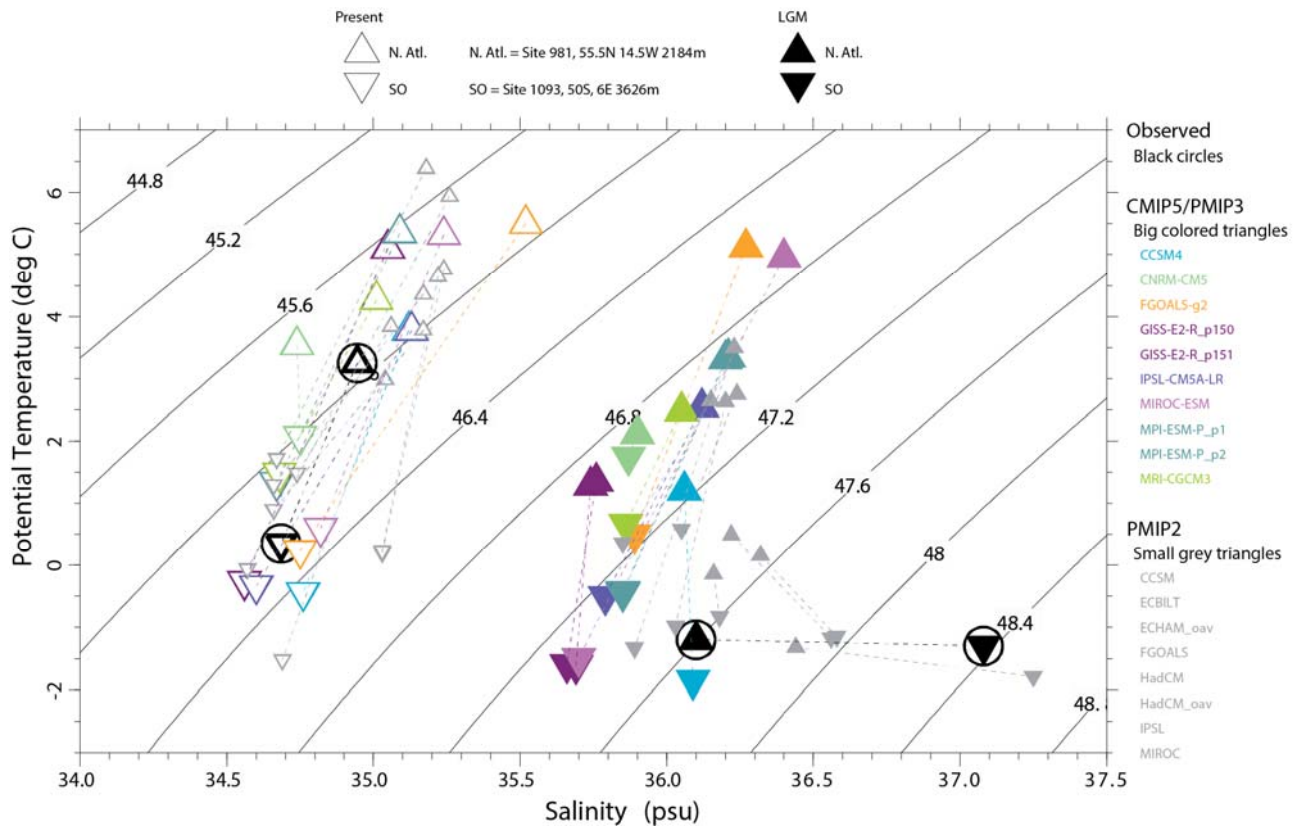 Present
LGM
N. Atl.
N. Atl. = Site 981, 55.5N 14.5W 2184m
N. Atl.
SO
SO = Site 1093, 50S, 6E 3626m
SO
Potential Temperature (deg C)
6
4
2
0
-2
44.8
45.2
45.6
46.4
46.8
47.2
47.6
48
48.4
48.
34.0
34.5
35.0
35.5
36.0
36.5
37.0
37.5
Salinity (psu)
Observed
Black circles
CMIP5/PMIP3
Big colored triangles
CCSM4
CNRM-CM5
FGOALS-g2
GISS-E2-R_p150
GISS-E2-R_p151
IPSL-CM5A-LR
MIROC-ESM
MPI-ESM-P_p1
MPI-ESM-P_p2
MRI-CGCM3
PMIP2
Small grey triangles
CCSM
ECBILT
ECHAM_oav
FGOALS
HadCM
HadCM_oav
IPSL
MIROC